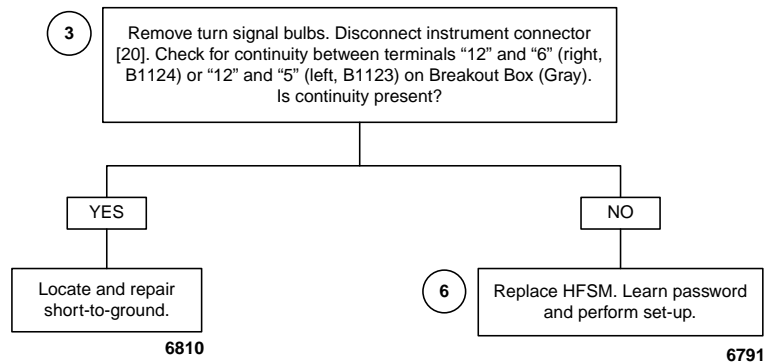 3
Remove turn signal bulbs. Disconnect instrument connector
[20]. Check for continuity between terminals “12” and “6” (right,
B1124) or “12” and “5” (left, B1123) on Breakout Box (Gray).
Is continuity present?
YES
NO
Locate and repair
short-to-ground.
6810
6
Replace HFSM. Learn password
and perform set-up.
6791